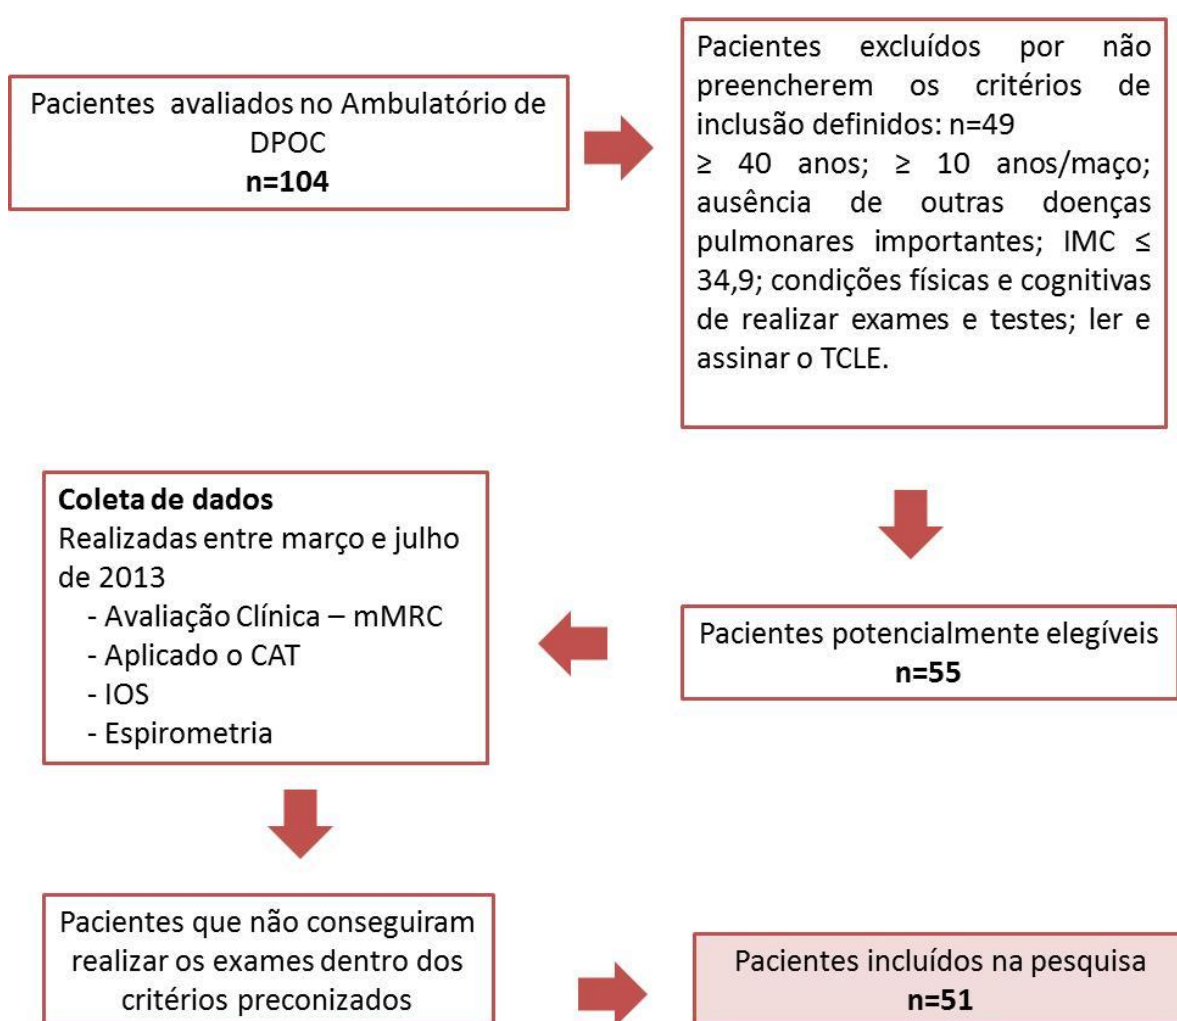 Pacientes avaliados no Ambulatório de
DPOC
n=104
Pacientes excluídos por não
preencherem os critérios de
inclusão definidos: n=49
≥ 40 anos; ≥ 10 anos/maço;
ausência de outras doenças
pulmonares importantes; IMC ≤
34,9; condições físicas e cognitivas
de realizar exames e testes; ler e
assinar o TCLE.
Pacientes potencialmente elegíveis
n=55
Coleta de dados
Realizadas entre março e julho
de 2013
- Avaliação Clínica – mMRC
- Aplicado o CAT
- IOS
- Espirometria
Pacientes que não conseguiram
realizar os exames dentro dos
critérios preconizados
Pacientes incluídos na pesquisa
n=51